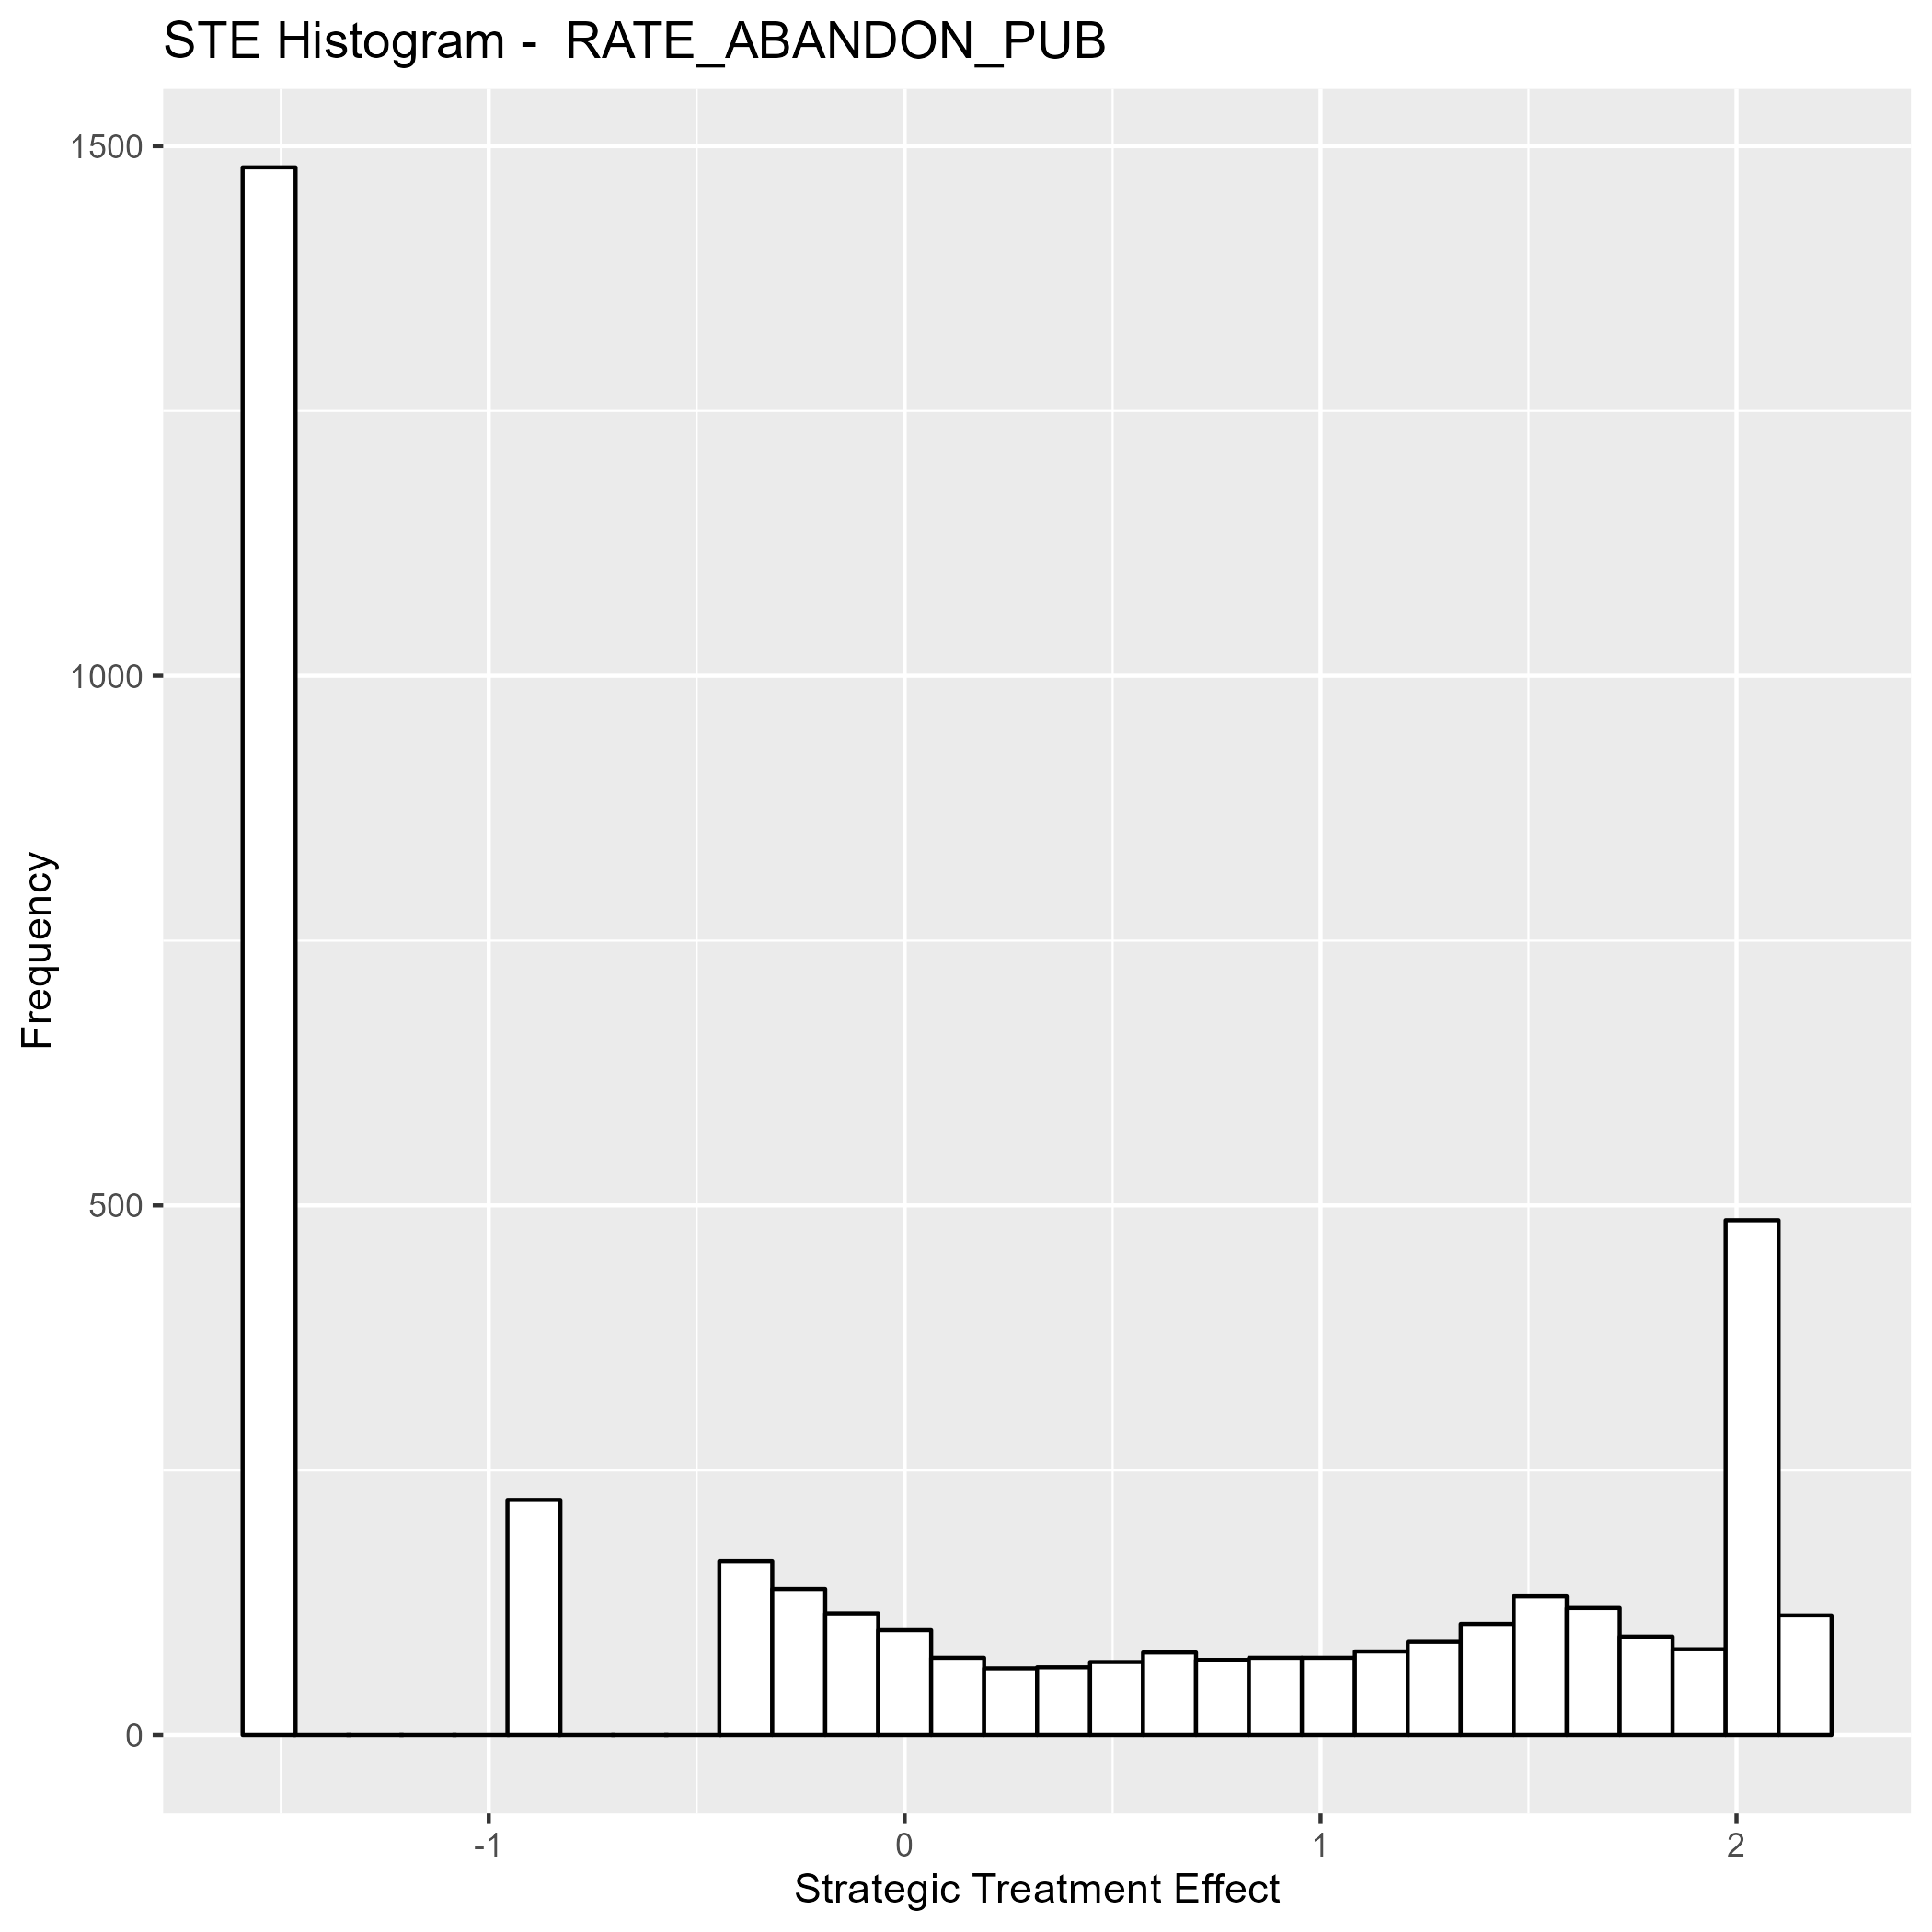 STE Histogram -  RATE_ABANDON_PUB
1500
1000
500
0
Frequency
-1
0
1
2
Strategic Treatment Effect